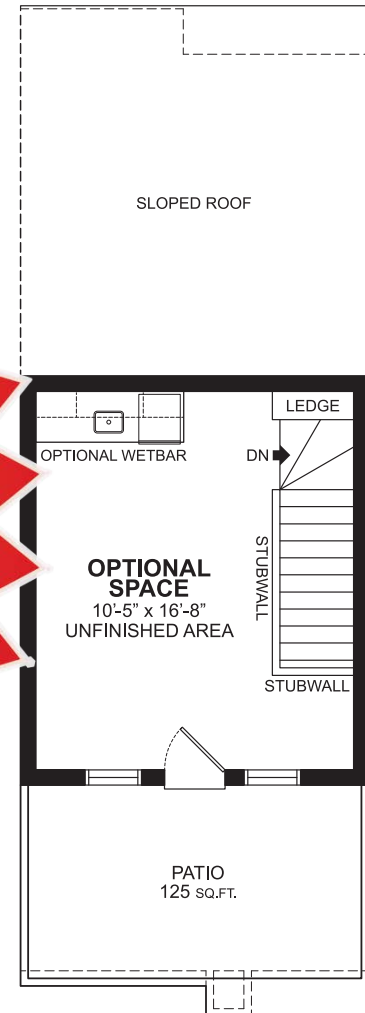 SLOPED ROOF
LEDGE
OPTIONAL WETBAR
DN
OPTIONAL
SPACE
10'-5" x 16'-8"
UNFINISHED AREA
STUBWALL
STUBWALL
PATIO
125 SQ.FT.